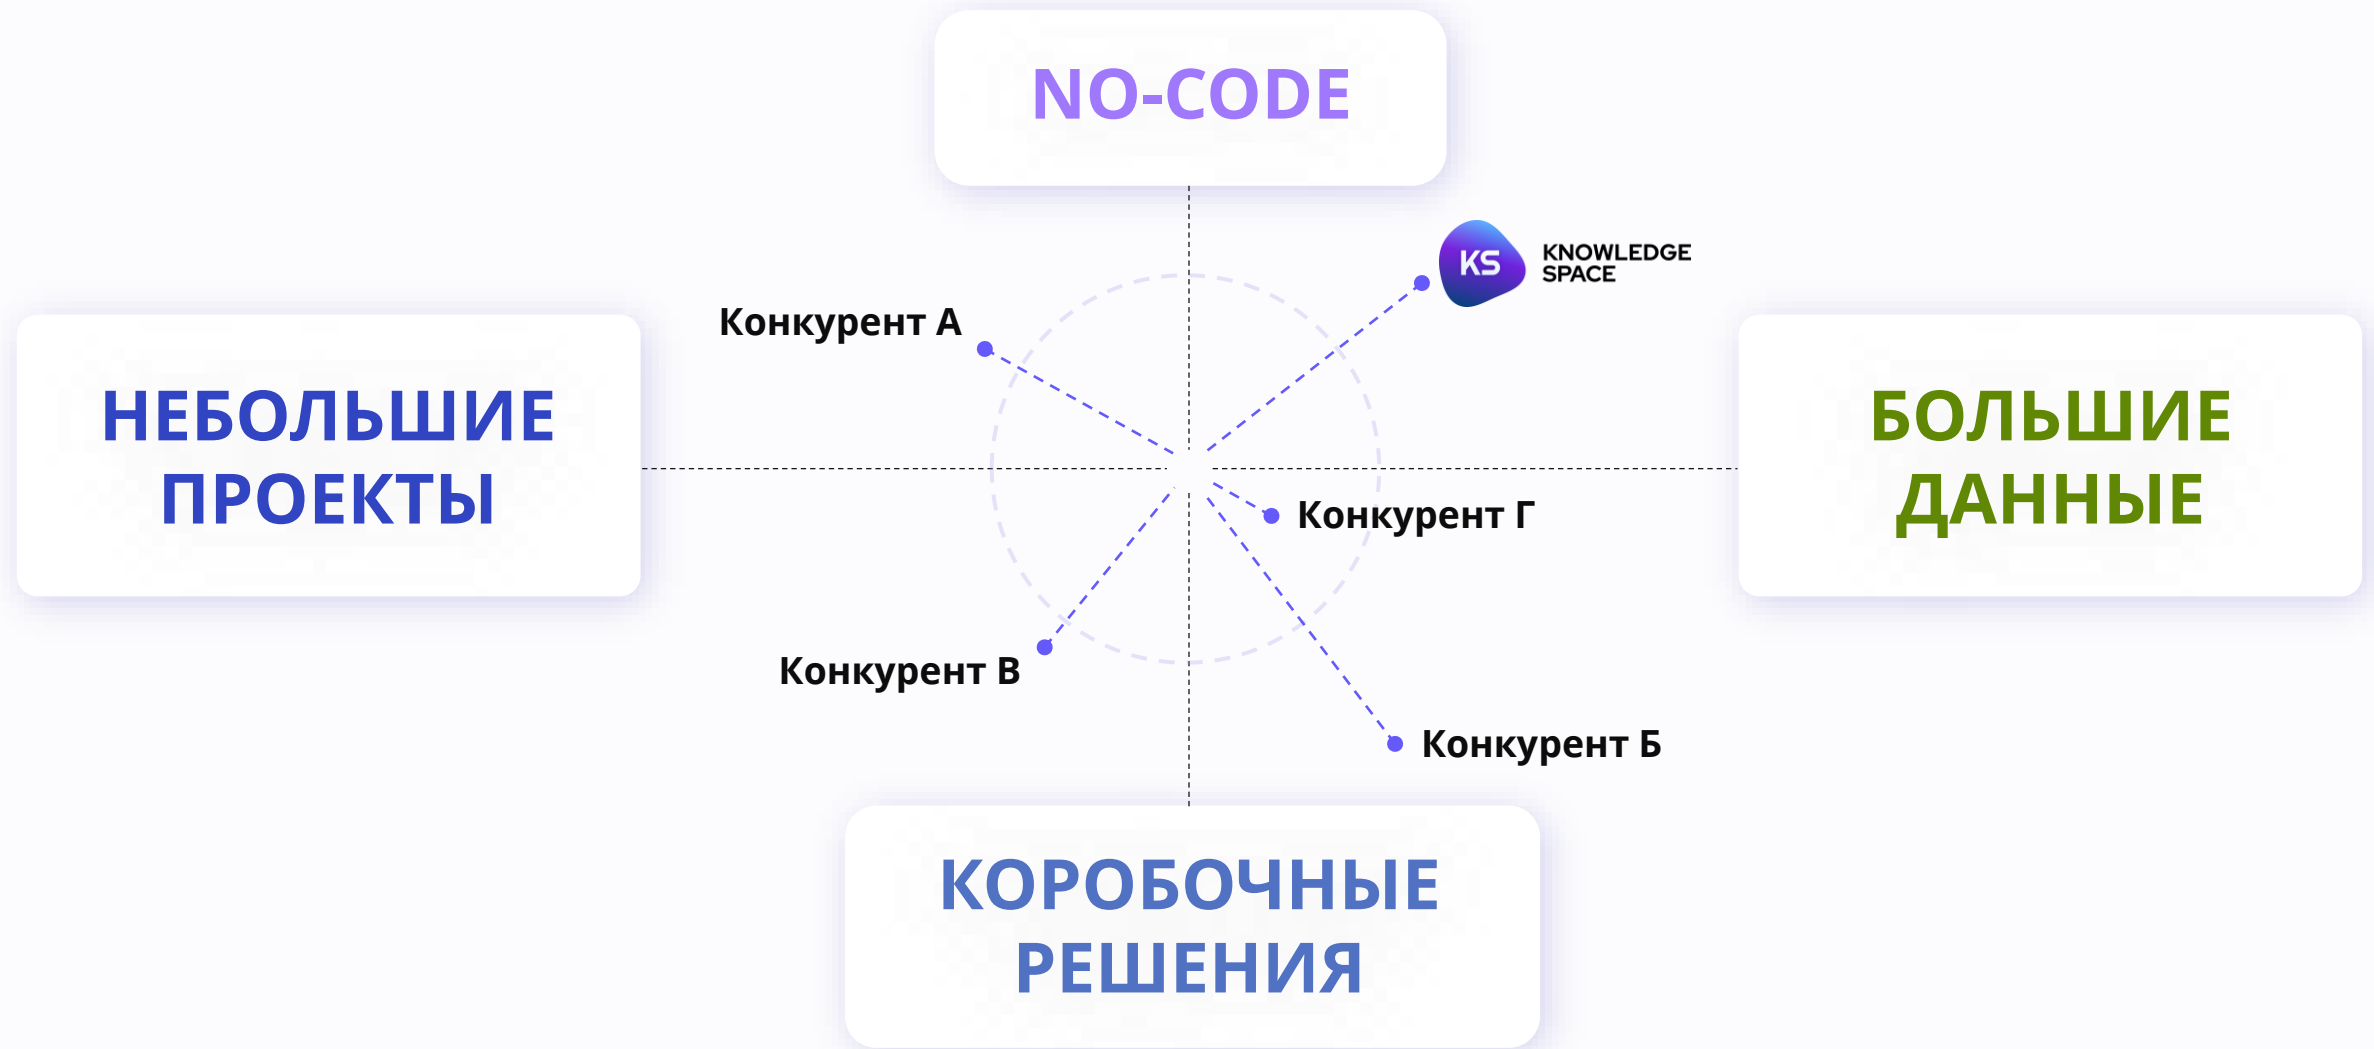 NO-CODE
KS
KNOWLEDGE
SPACE
Конкурент А
НЕБОЛЬШИЕ
ПРОЕКТЫ
БОЛЬШИЕ
ДАННЫЕ
Конкурент Г
Конкурент В
Конкурент Б
КОРОБОЧНЫЕ
РЕШЕНИЯ